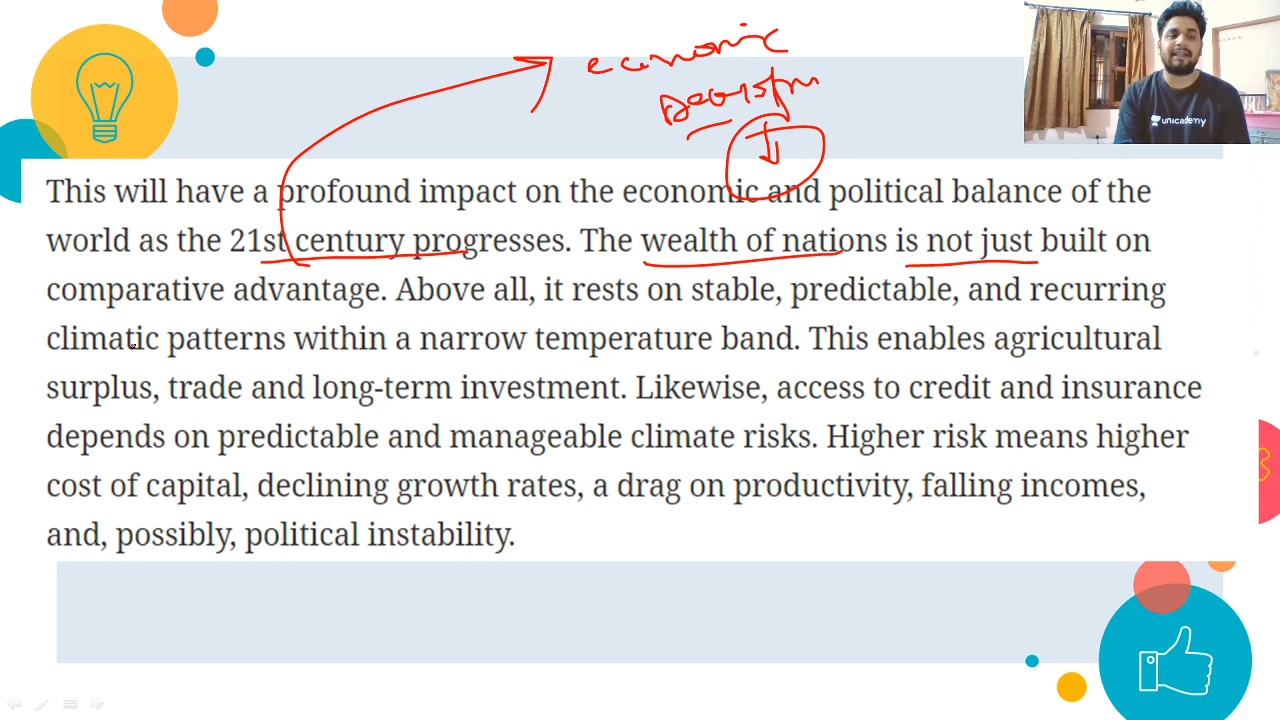 economic
unacademy
This will have a profound impact on the economic and political balance of the
world as the 21st century progresses. The wealth of nations is not just built on
comparative advantage. Above all, it rests on stable, predictable, and recurring
climatic patterns within a narrow temperature band. This enables agricultural
surplus, trade and long-term investment. Likewise, access to credit and insurance
depends on predictable and manageable climate risks. Higher risk means higher
cost of capital, declining growth rates, a drag on productivity, falling incomes,
and, possibly, political instability.